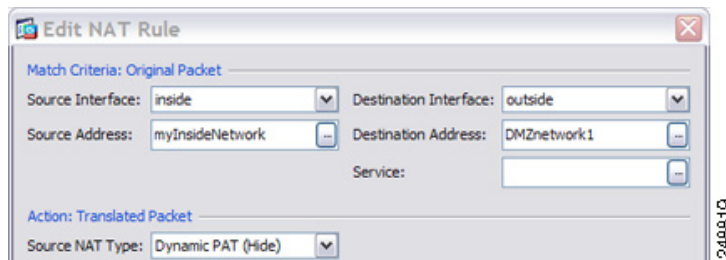 Edit NAT Rule
Match Criteria: Original Packet
Source Interface: inside Destination Interface: outside
Source Address: myInsideNetwork ... Destination Address: DMZnetwork1 ...
Service: ...
Action: Translated Packet
Source NAT Type: Dynamic PAT (Hide)
248819